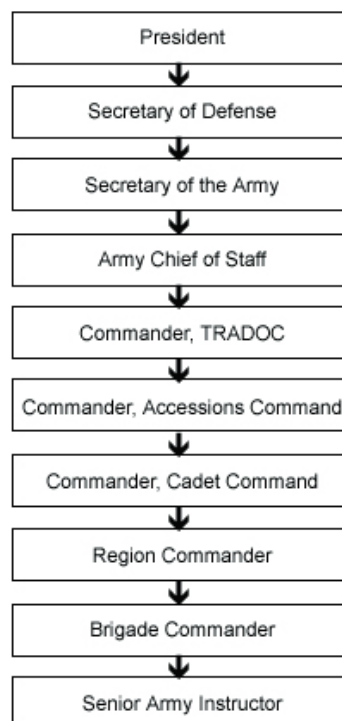 President
Secretary of Defense
Secretary of the Army
Army Chief of Staff
Commander, TRADOC
Commander, Accessions Command
Commander, Cadet Command
Region Commander
Brigade Commander
Senior Army Instructor